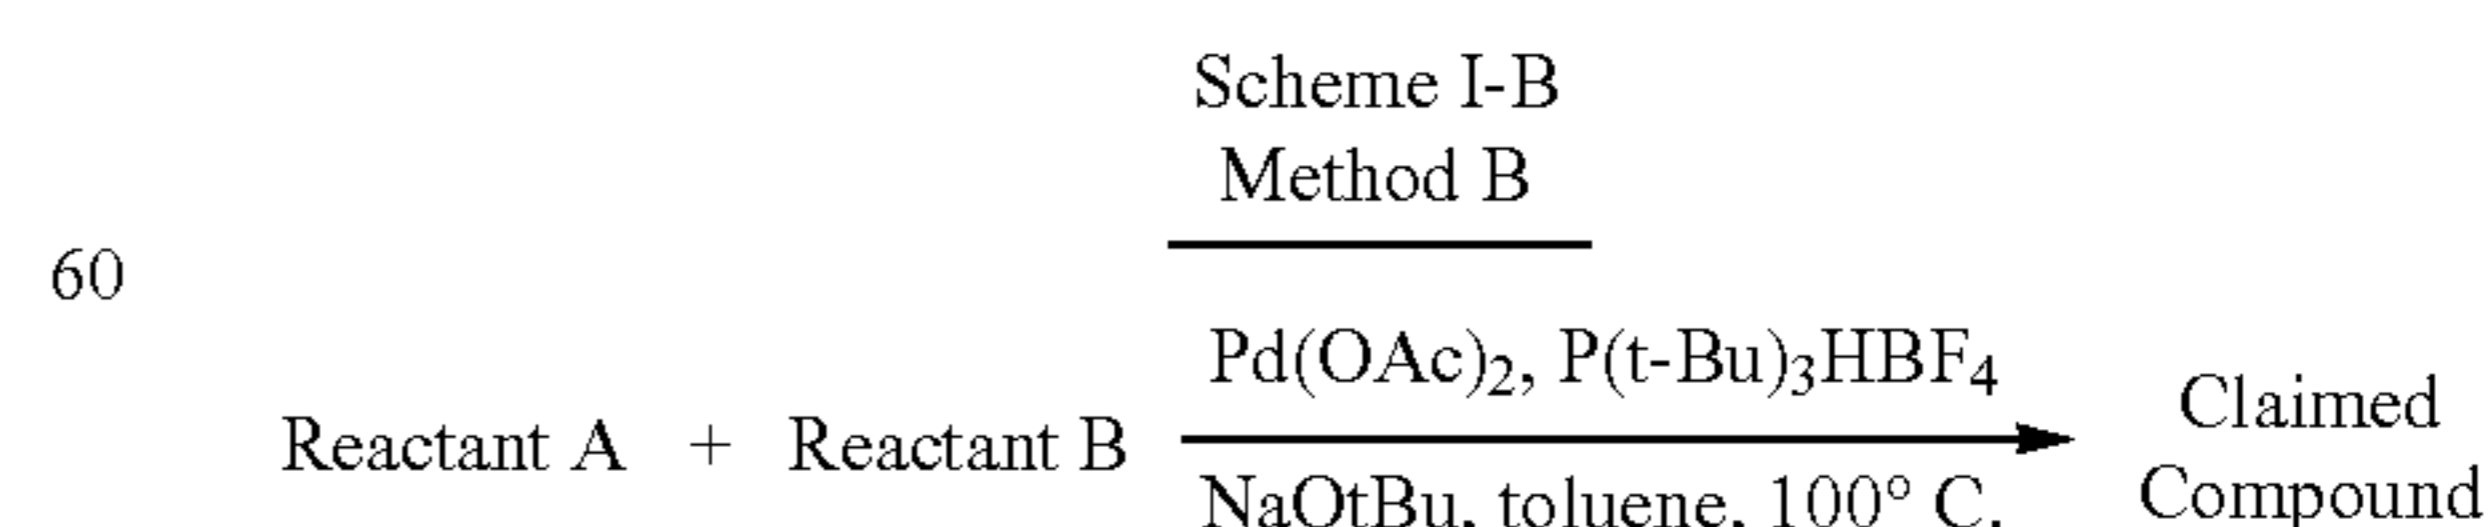 Scheme I-B
Method B
60
Pd(OAc)2, P(t-Bu)3HBF4
Reactant A + Reactant B
NaOtBu, toluene, 100° C.
Claimed
Compound